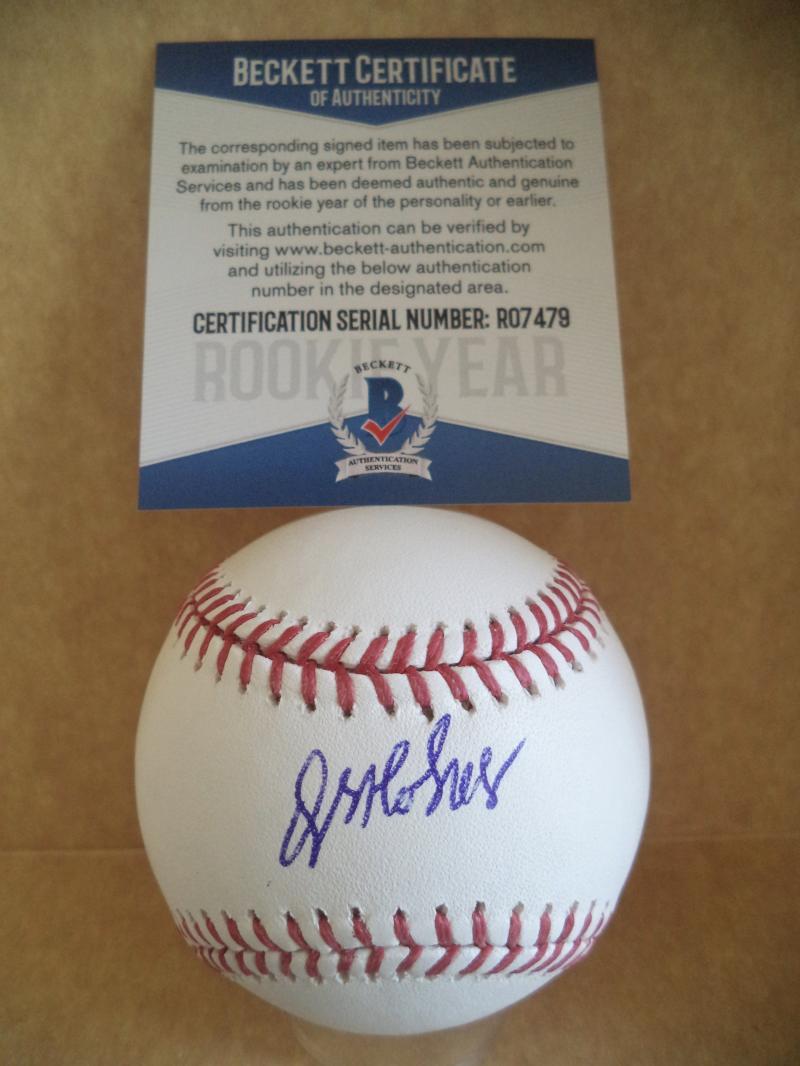 BECKETT CERTIFICATE
OF AUTHENTICITY
The corresponding signed item has been subjected to
examination by an expert from Beckett Authentication
Services and has been deemed authentic and genuine
from the rookie year of the personality or earlier.
This authentication can be verified by
visiting www.beckett-authentication.com
and utilizing the below authentication
number in the designated area.
CERTIFICATION SERIAL NUMBER: R07479
ROOKIE YEAR
BECKETT
B
AUTHENTICATION
SERVICES